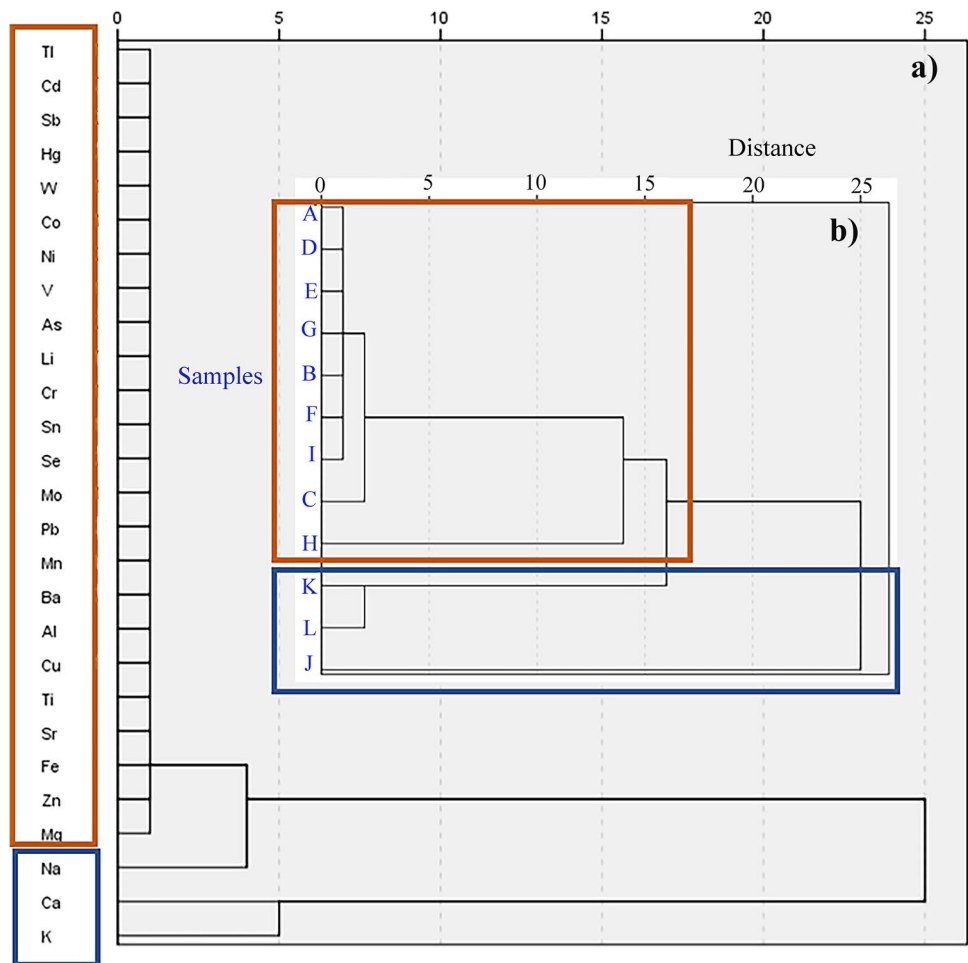 0 5 10 15 20 25
a)
Tl
Cd
Sb
Hg
W
Co
Ni
V
As
Li
Cr
Sn
Se
Mo
Pb
Mn
Ba
Al
Cu
Ti
Sr
Fe
Zn
Mg
Na
Ca
K
Distance
0 5 10 15 20 25
b)
Samples
A
D
E
G
B
F
I
C
H
K
L
J